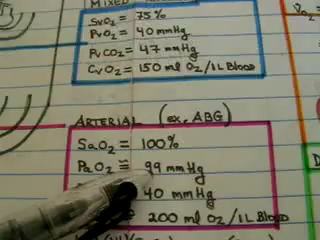 MIXED
SvO2 = 75%
PvO2 = 40 mmHg
PvCO2 = 47 mmHg
CvO2 = 150 ml O2/1L Blood
ARTERIAL (ex, ABG)
SaO2 = 100%
PaO2 ≅ 99 mmHg
40 mmHg
200 ml O2/1L Blood